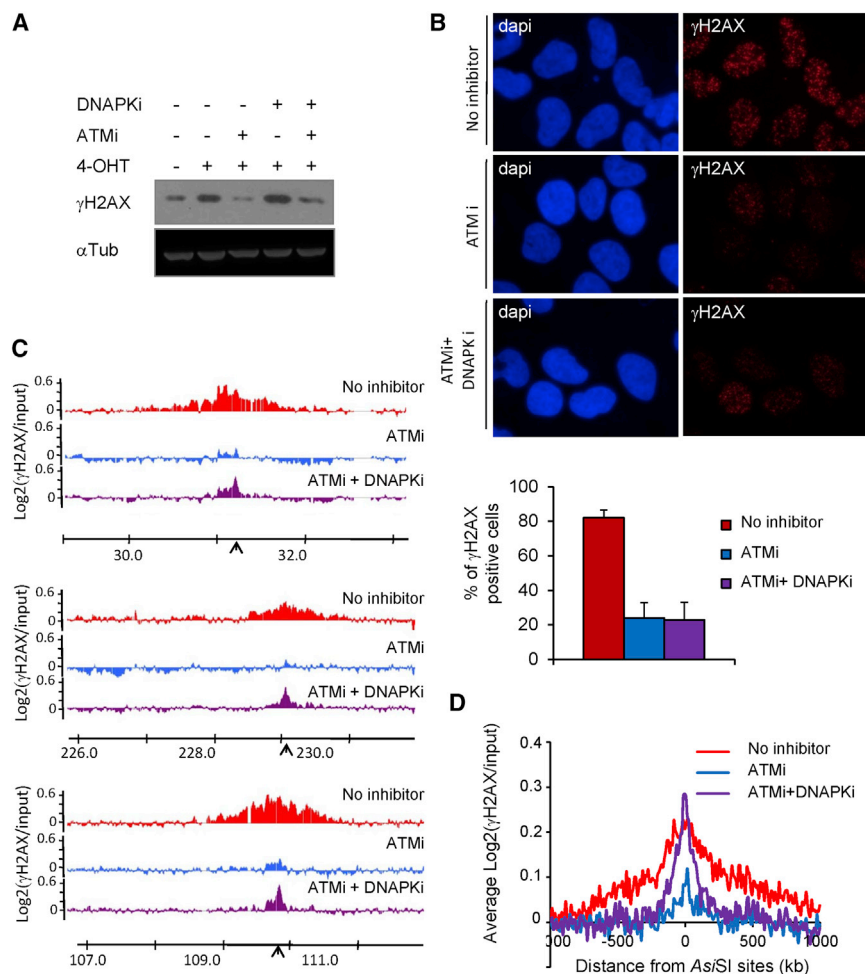 A
DNAPKi - - - + +
ATMi - - + - +
4-OHT - + + + +
γH2AX
αTub
B
No inhibitor
dapi
γH2AX
ATM i
dapi
γH2AX
ATMi+
DNAPK i
dapi
γH2AX
% of γH2AX
positive cells
100
80
60
40
20
0
No inhibitor
ATMi
ATMi+ DNAPKi
C
Log2(γH2AX/input)
0.6
0
No inhibitor
0.6
0
ATMi
0.6
0
ATMi + DNAPKi
30.0 32.0
Log2(γH2AX/input)
0.6
0
No inhibitor
0.6
0
ATMi
0.6
0
ATMi + DNAPKi
226.0 228.0 230.0
Log2(γH2AX/input)
0.6
0
No inhibitor
0.6
0
ATMi
0.6
0
ATMi + DNAPKi
107.0 109.0 111.0
D
Average Log2(γH2AX/input)
0.4
0.3
0.2
0.1
0
No inhibitor
ATMi
ATMi+DNAPKi
-500 0 500 1000
Distance from AsiSI sites (kb)